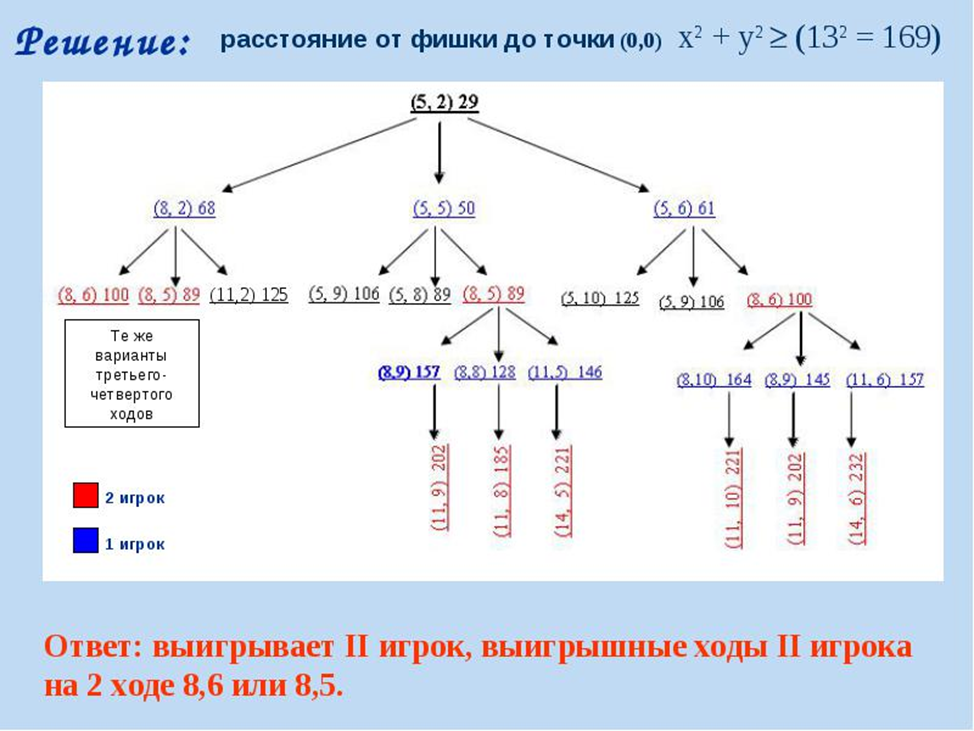 Решение:
расстояние от фишки до точки (0,0) x² + y² ≥ (13² = 169)
(5, 2) 29
(8, 2) 68 (5, 5) 50 (5, 6) 61
(8, 6) 100 (8, 5) 89 (11,2) 125 (5, 9) 106 (5, 8) 89 (8, 5) 89 (5, 10) 125 (5, 9) 106 (8, 6) 100
Те же
варианты
третьего-
четвертого
ходов
(8,9) 157 (8,8) 128 (11,5) 146 (8,10) 164 (8,9) 145 (11, 6) 157
(11, 9) 202
(11, 8) 185
(14, 5) 221
(11, 10) 221
(11, 9) 202
(14, 6) 232
2 игрок
1 игрок
Ответ: выигрывает II игрок, выигрышные ходы II игрока
на 2 ходе 8,6 или 8,5.